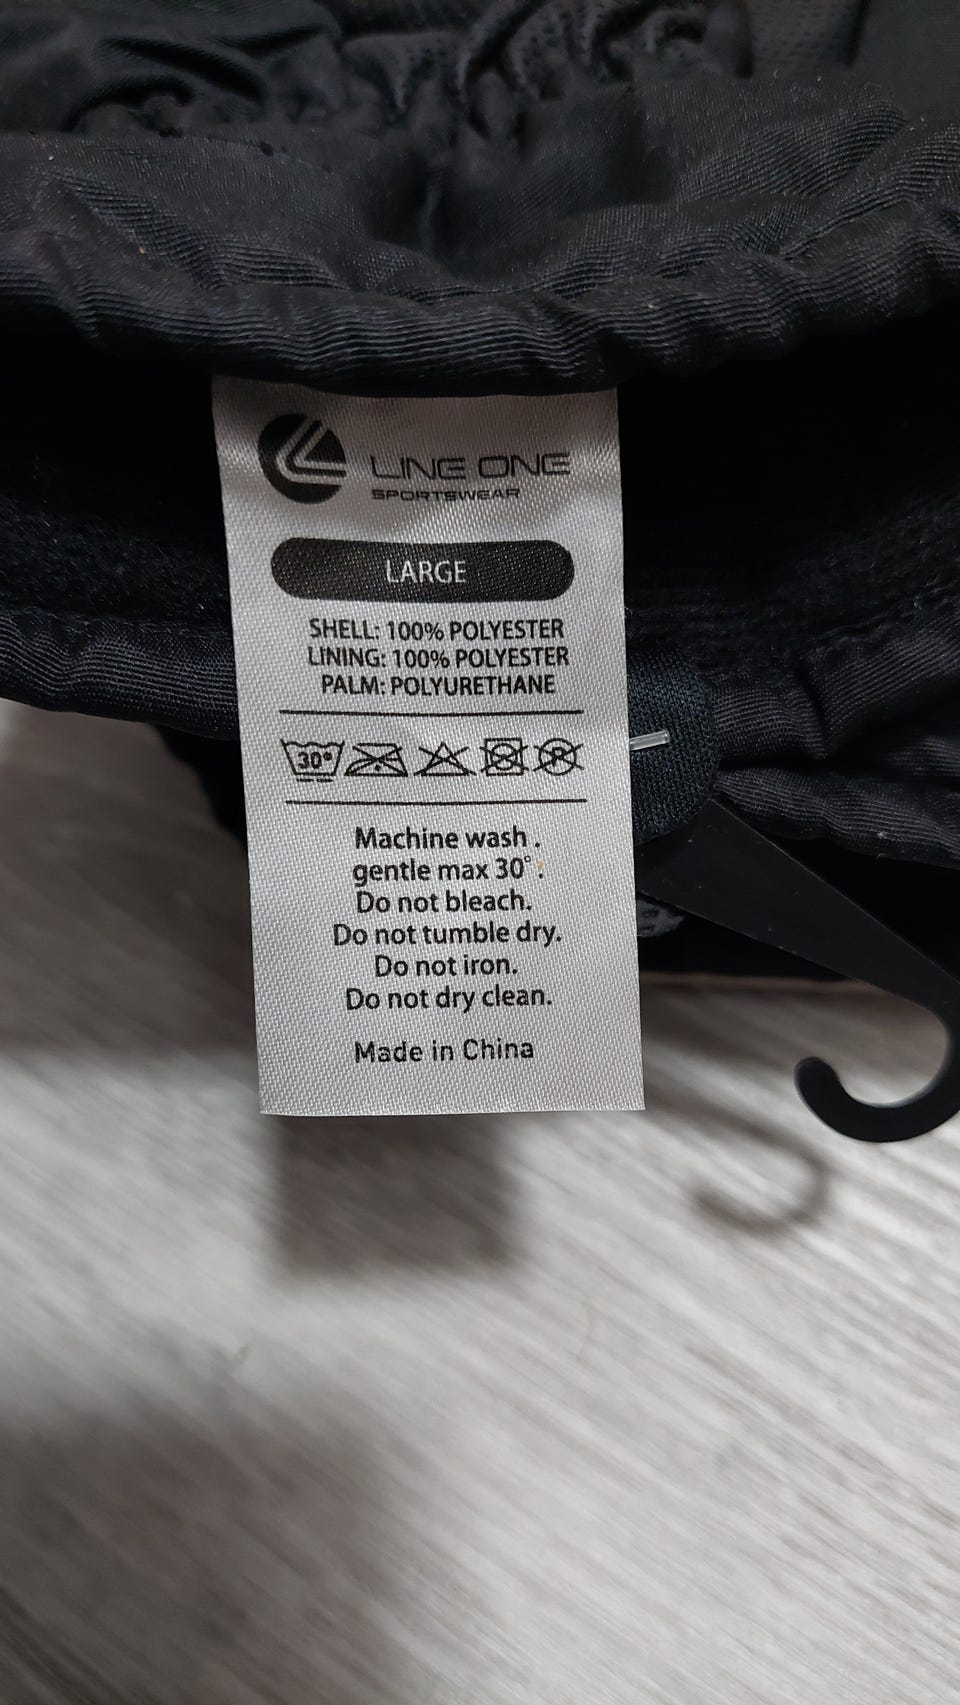 LINE ONE
SPORTSWEAR
LARGE
SHELL: 100% POLYESTER
LINING: 100% POLYESTER
PALM: POLYURETHANE
30° P
Machine wash .
gentle max 30° :
Do not bleach.
Do not tumble dry.
Do not iron.
Do not dry clean.
Made in China